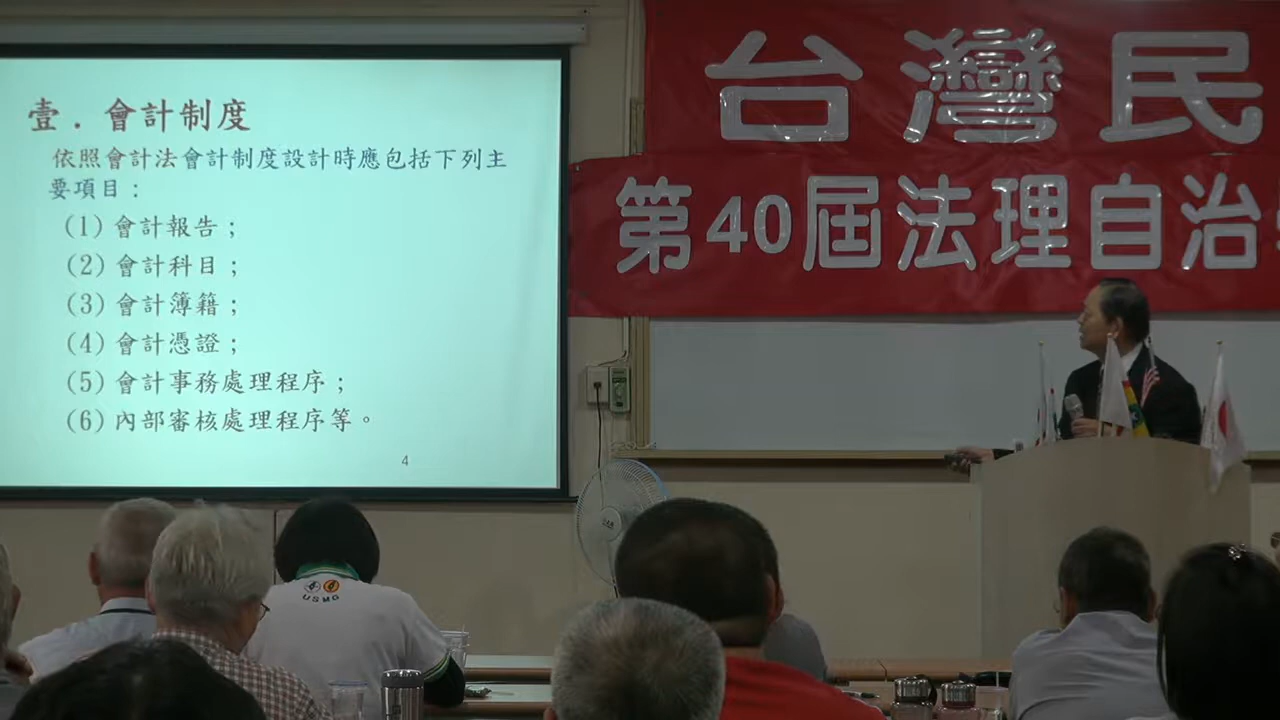 壹．會計制度
依照會計法會計制度設計時應包括下列主
要項目：
(1)會計報告；
(2)會計科目；
(3)會計簿籍；
(4)會計憑證；
(5)會計事務處理程序；
(6)內部審核處理程序等。
4
台灣民
第40屆法理自治
USMG